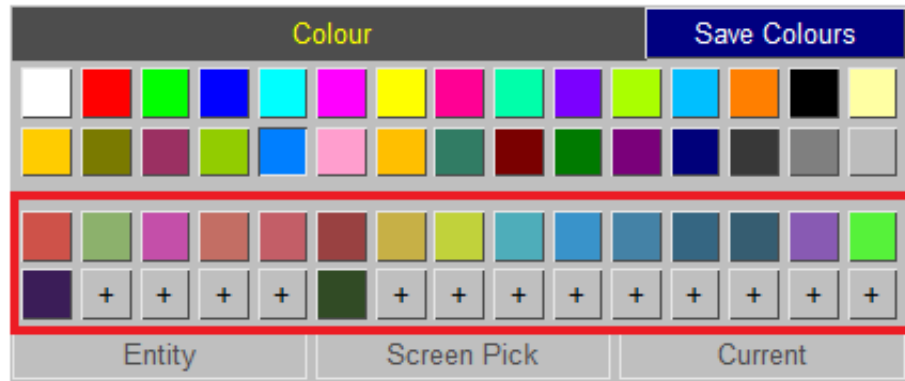 Colour Save Colours
+ + + + + + + + + + + + +
Entity Screen Pick Current